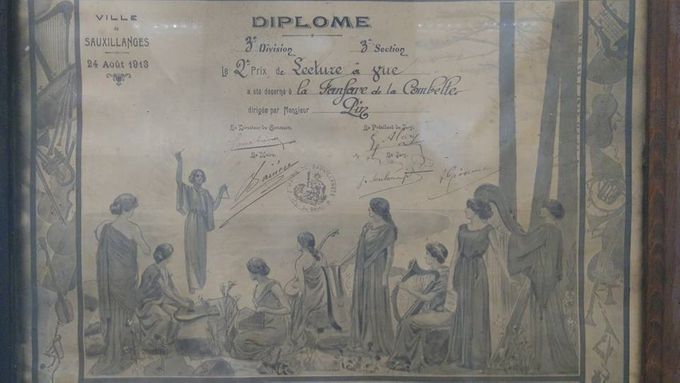 VILLE
de
SAUXILLANGES
24 Août 1913
DIPLOME
3e Division 3e Section
Le 2e Prix de Lecture à vue
a été décerné à la Fanfare de la Combelle
dirigée par Monsieur Pin
Le Directeur du Concours, Le Président du Jury,
Le Maire, Le Jury,